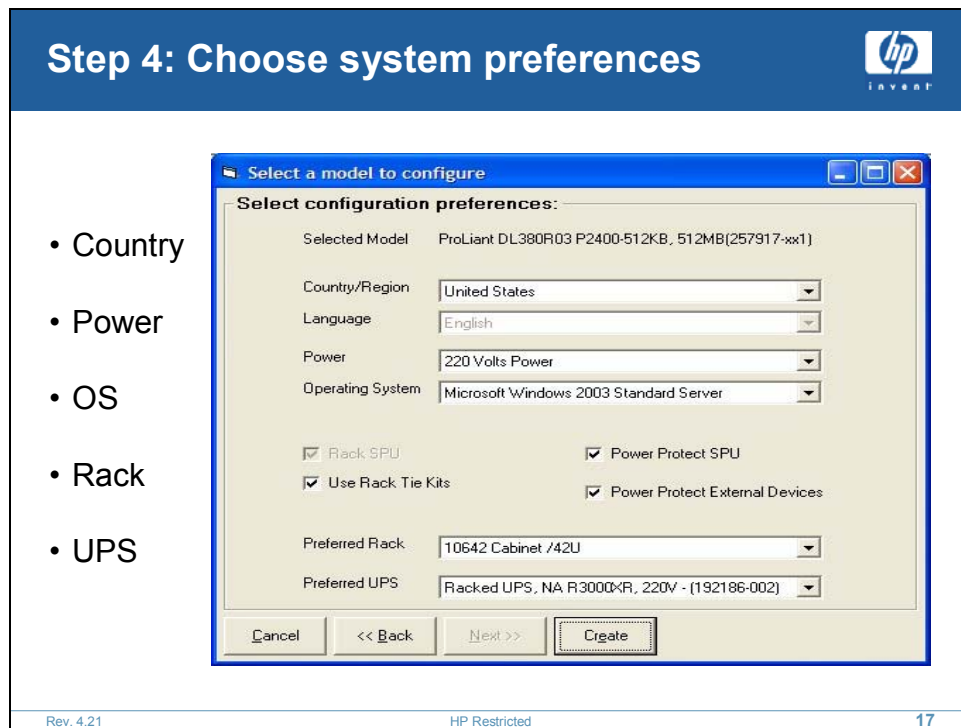 Step 4: Choose system preferences
hp
invent
• Country
• Power
• OS
• Rack
• UPS
Select a model to configure
Select configuration preferences:
Selected Model ProLiant DL380R03 P2400-512KB, 512MB(257917-xx1)
Country/Region United States
Language English
Power 220 Volts Power
Operating System Microsoft Windows 2003 Standard Server
Rack SPU Power Protect SPU
Use Rack Tie Kits Power Protect External Devices
Preferred Rack 10642 Cabinet /42U
Preferred UPS Racked UPS, NA R3000XR, 220V - (192186-002)
Cancel << Back Next >> Create
Rev. 4.21 HP Restricted 17